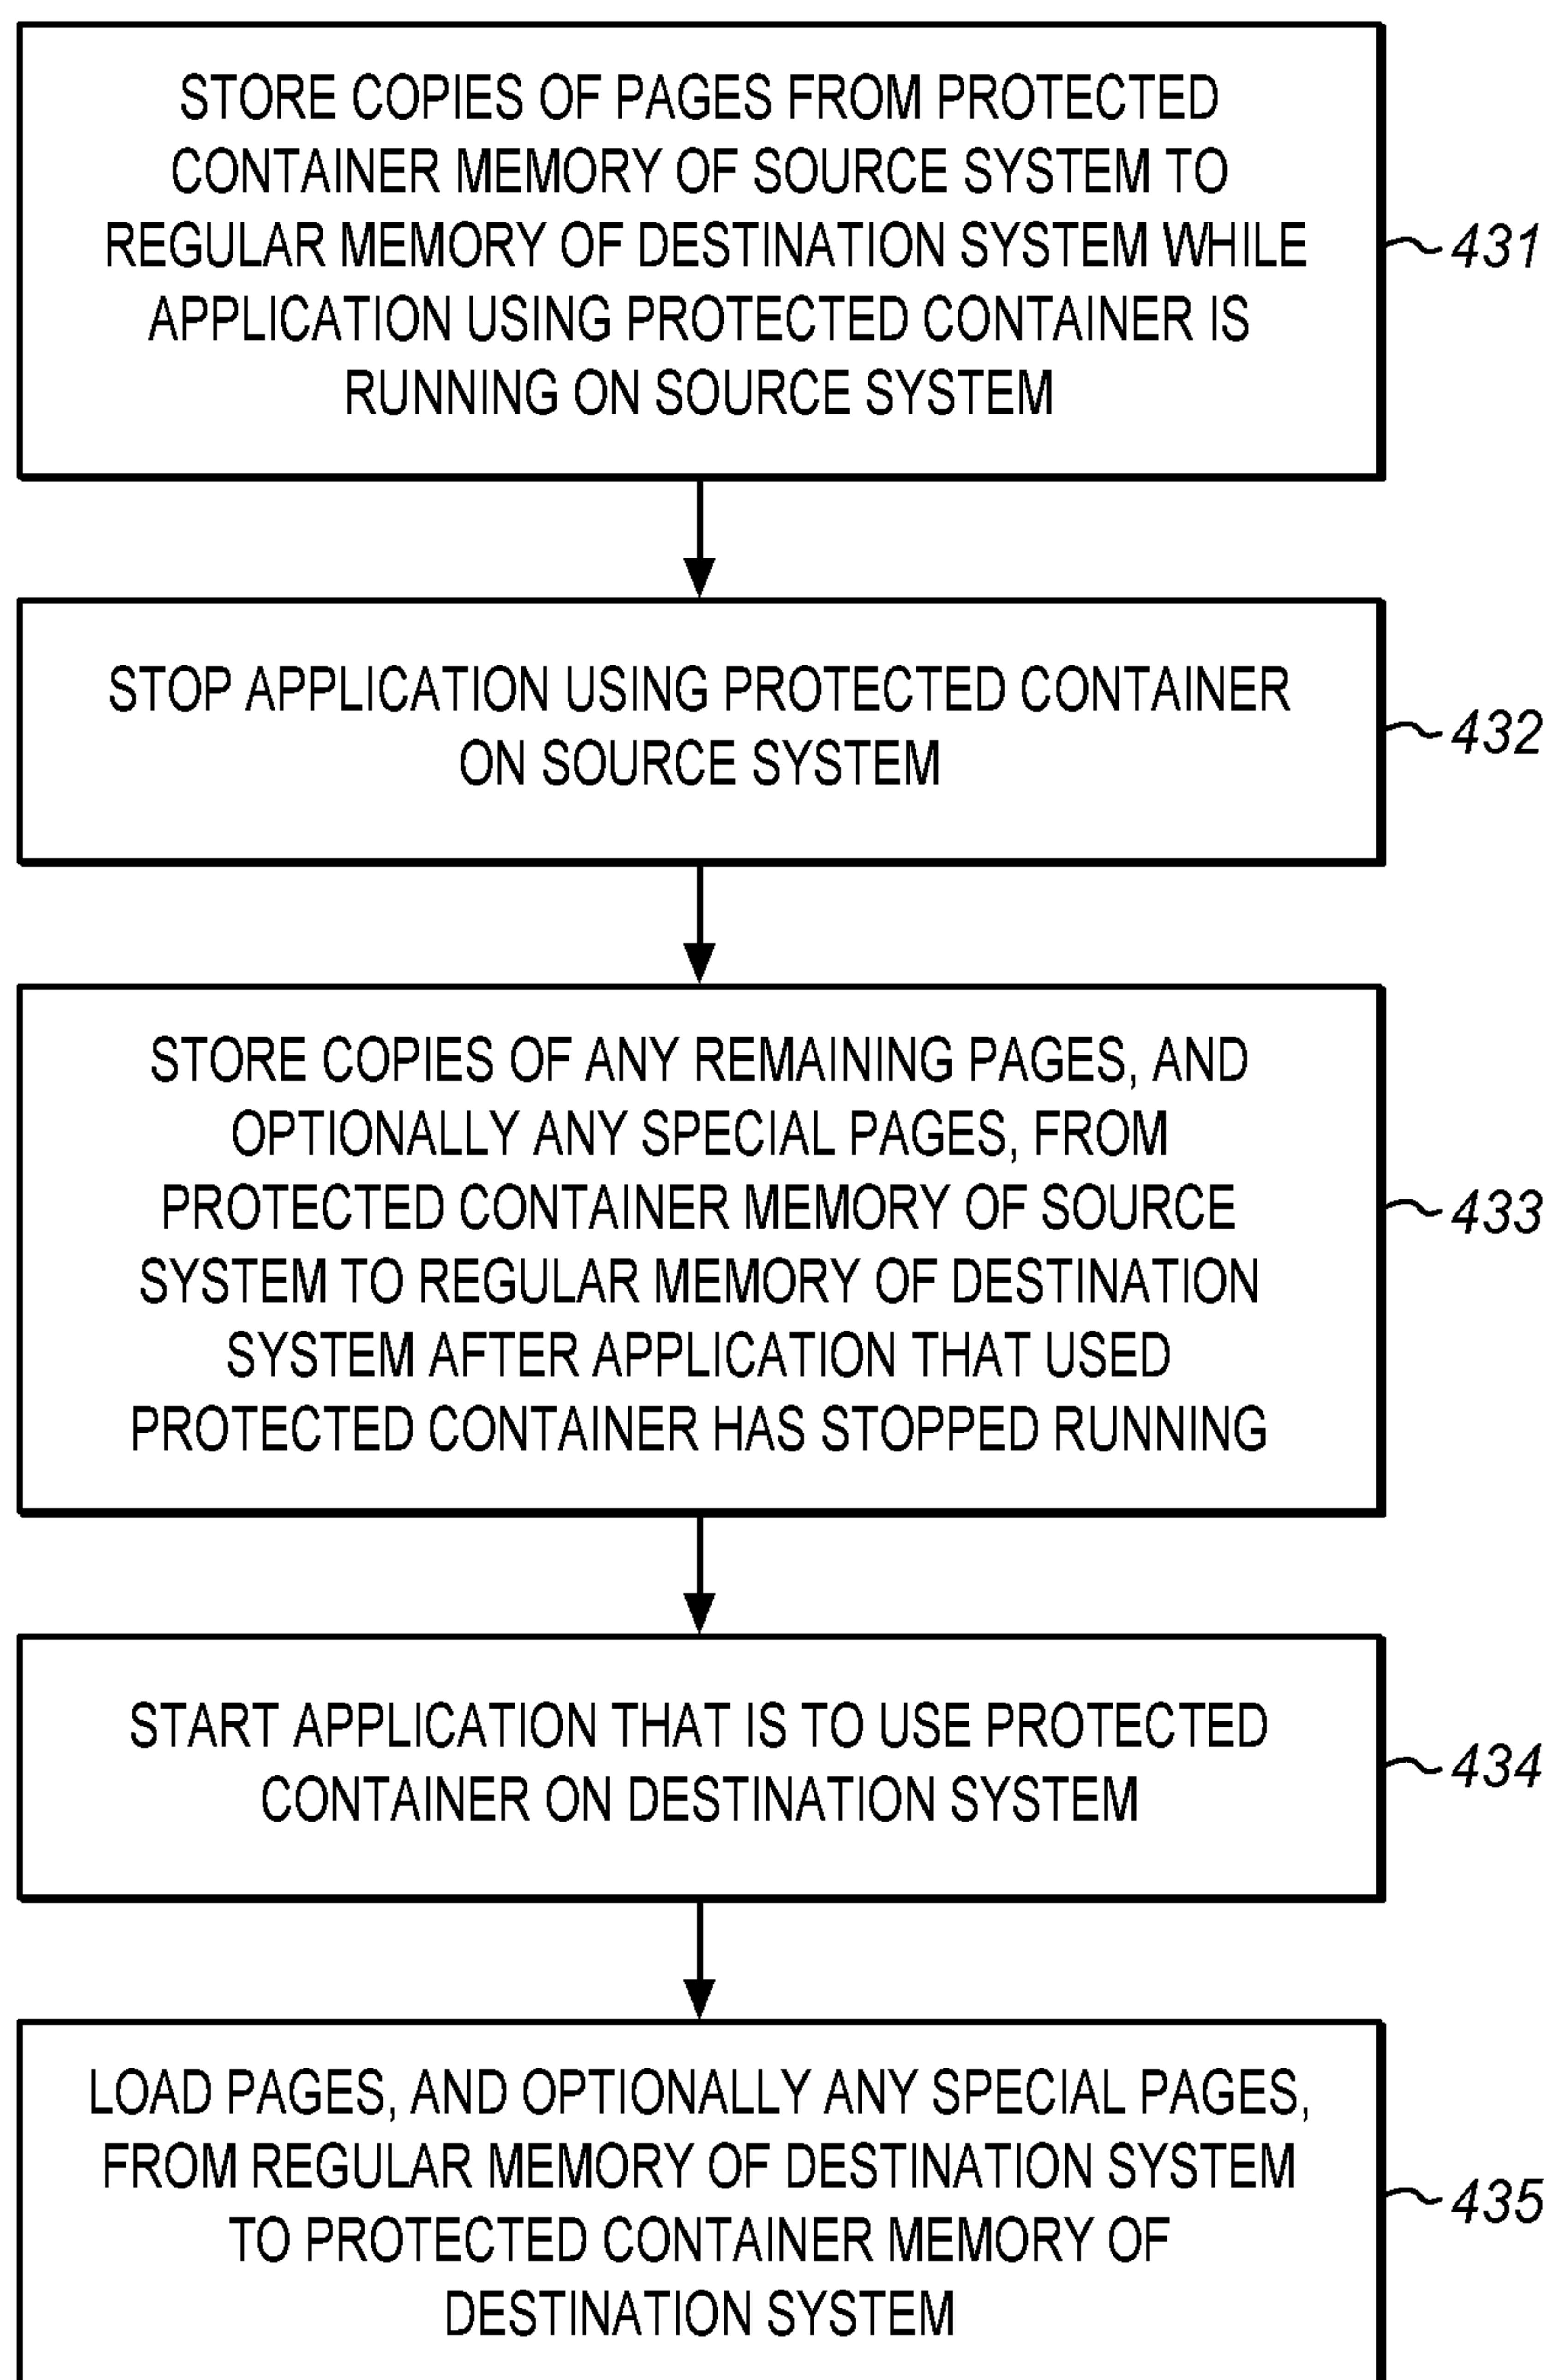 STORE COPIES OF PAGES FROM PROTECTED
CONTAINER MEMORY OF SOURCE SYSTEM TO
REGULAR MEMORY OF DESTINATION SYSTEM WHILE
APPLICATION USING PROTECTED CONTAINER IS
RUNNING ON SOURCE SYSTEM
431
STOP APPLICATION USING PROTECTED CONTAINER
ON SOURCE SYSTEM
432
STORE COPIES OF ANY REMAINING PAGES, AND
OPTIONALLY ANY SPECIAL PAGES, FROM
PROTECTED CONTAINER MEMORY OF SOURCE
SYSTEM TO REGULAR MEMORY OF DESTINATION
SYSTEM AFTER APPLICATION THAT USED
PROTECTED CONTAINER HAS STOPPED RUNNING
433
START APPLICATION THAT IS TO USE PROTECTED
CONTAINER ON DESTINATION SYSTEM
434
LOAD PAGES, AND OPTIONALLY ANY SPECIAL PAGES,
FROM REGULAR MEMORY OF DESTINATION SYSTEM
TO PROTECTED CONTAINER MEMORY OF
DESTINATION SYSTEM
435